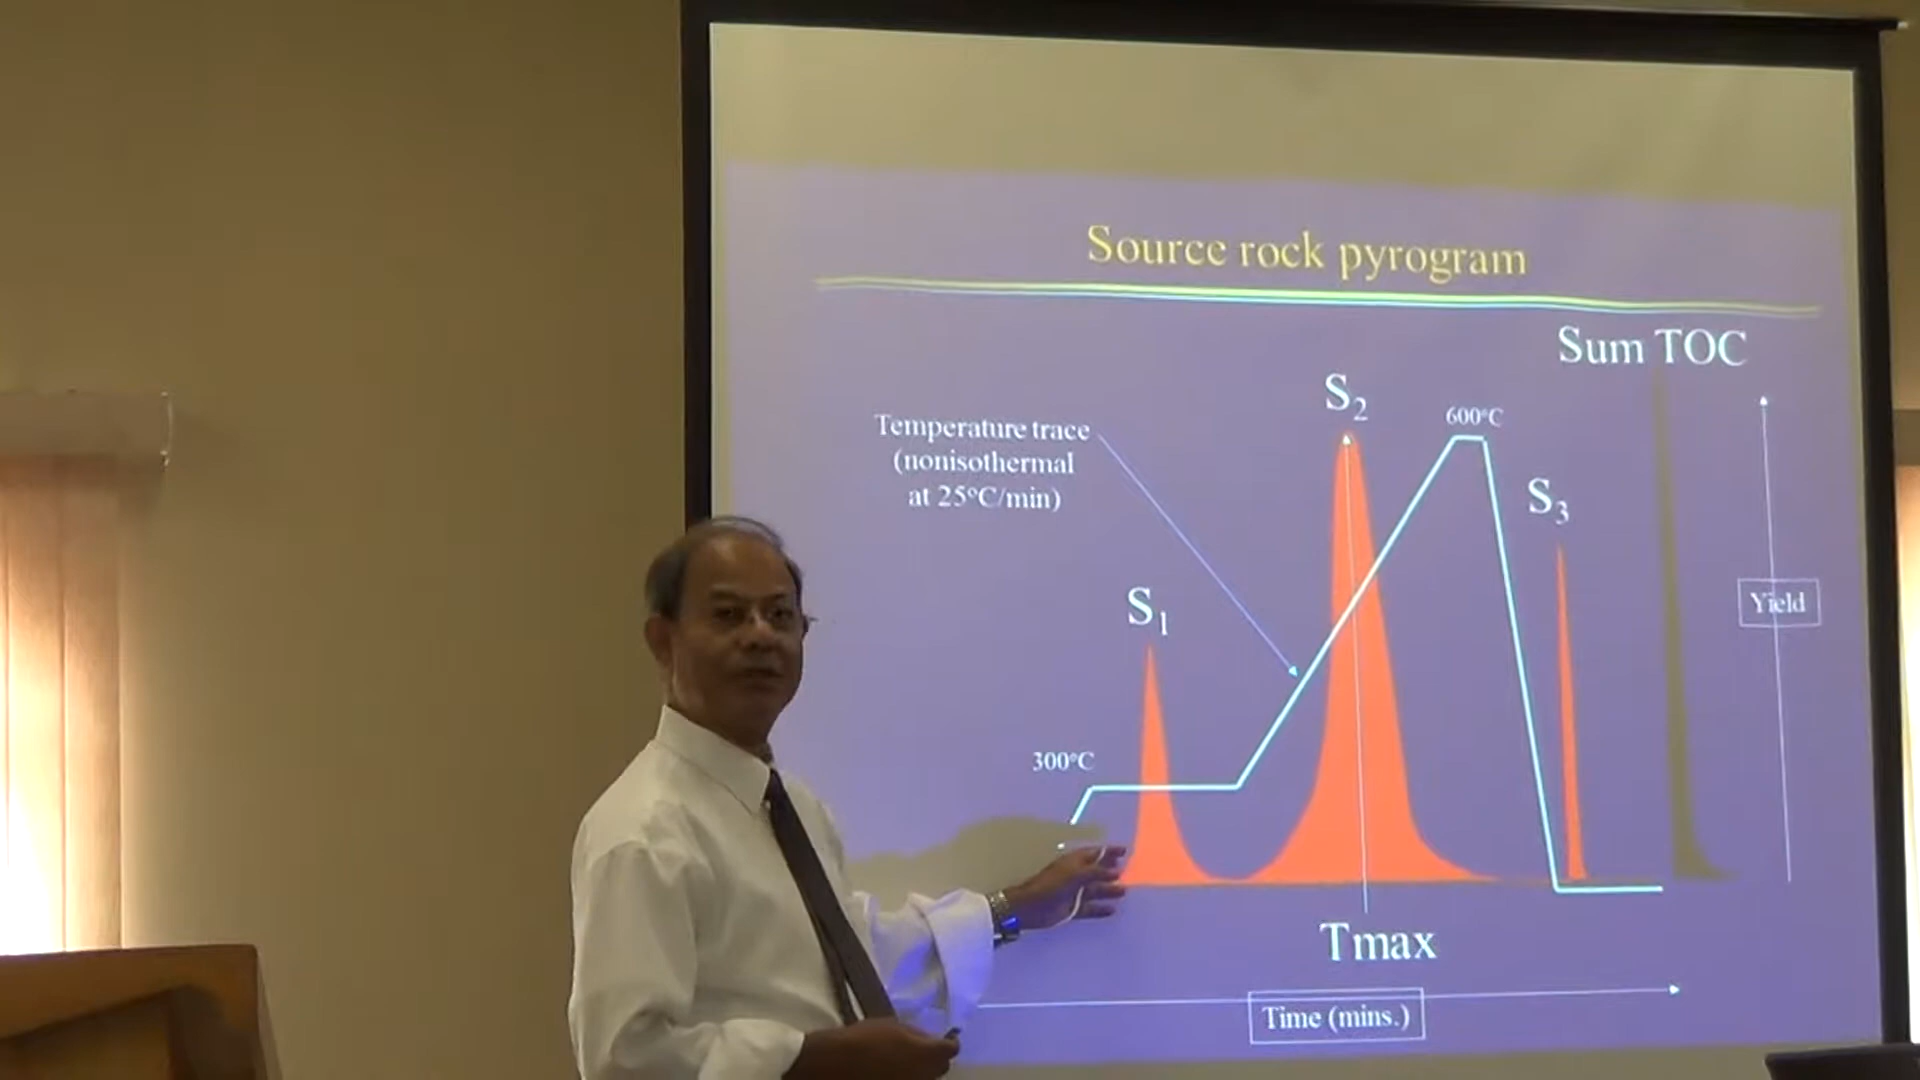 Source rock pyrogram
Sum TOC
S₂
600°C
Temperature trace
(nonisothermal
at 25°C/min)
S₃
S₁
Yield
300°C
Tmax
Time (mins.)